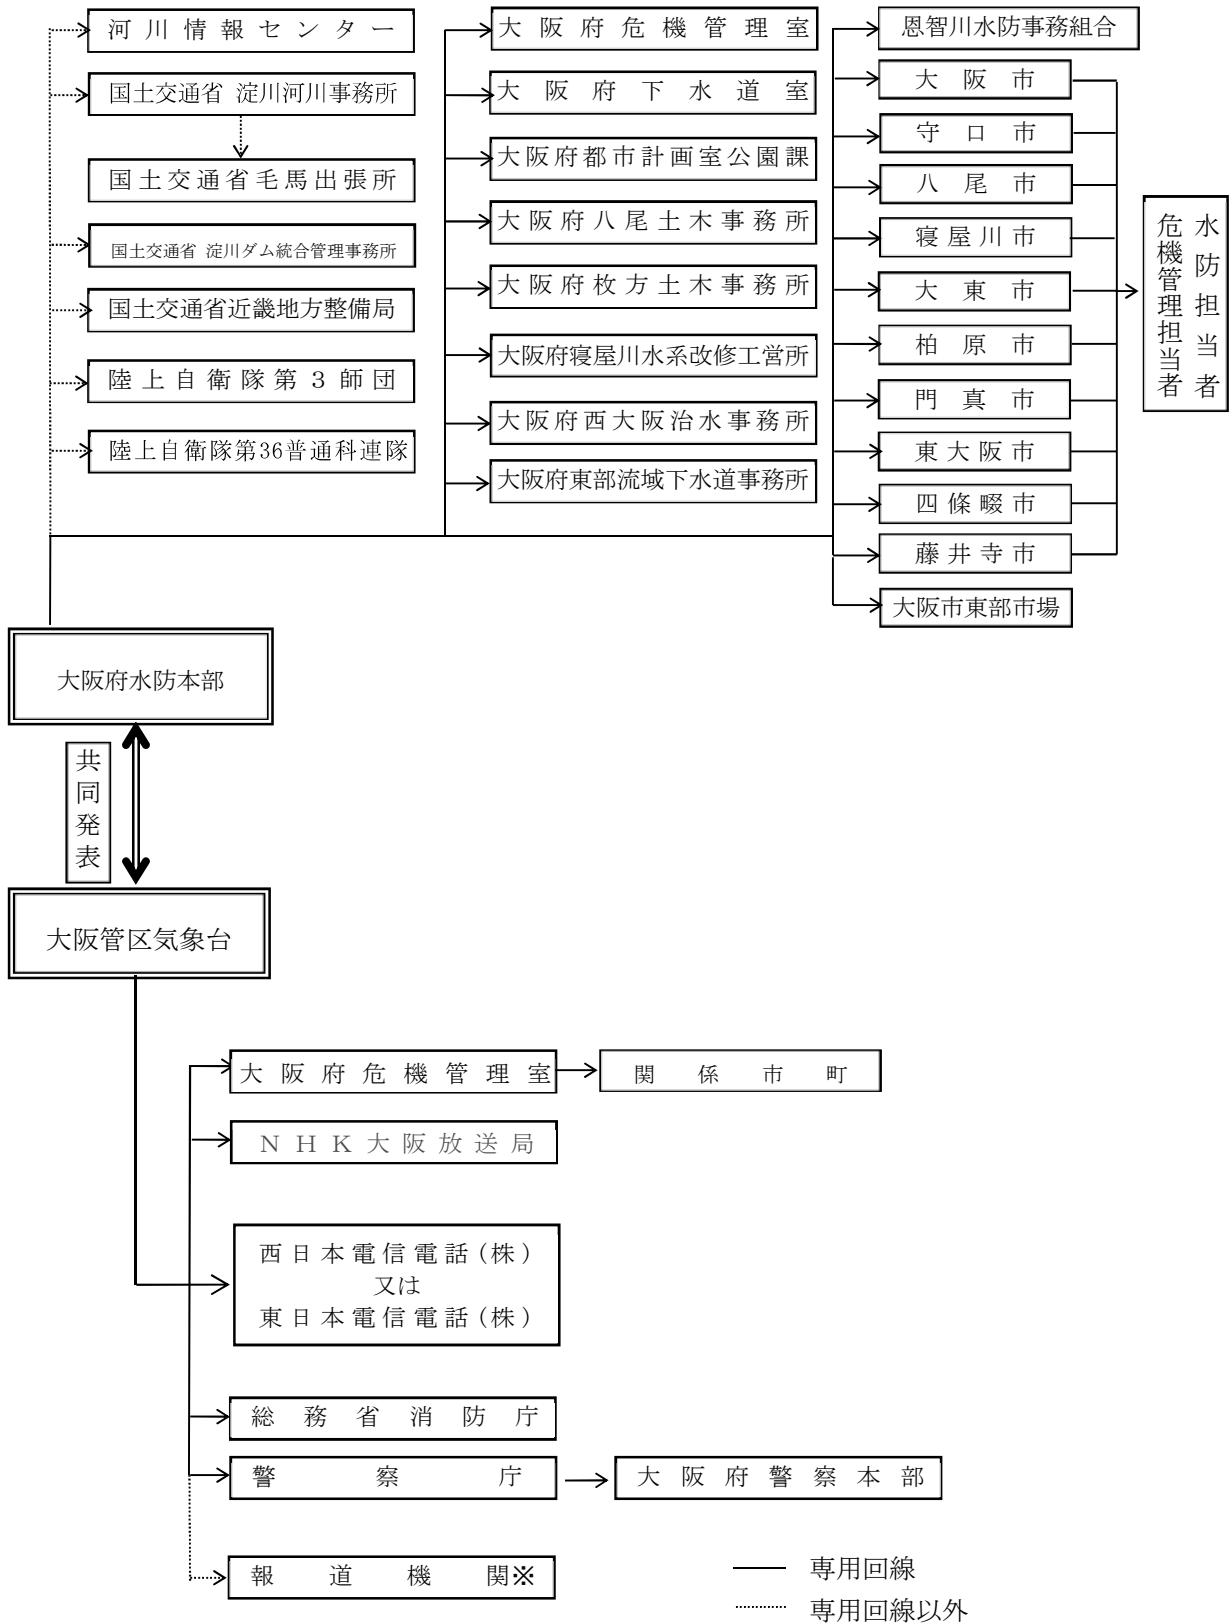 河川情報センター
国土交通省 淀川河川事務所
国土交通省毛馬出張所
国土交通省 淀川ダム統合管理事務所
国土交通省近畿地方整備局
陸上自衛隊第３師団
陸上自衛隊第36普通科連隊
大阪府危機管理室
大阪府下水道室
大阪府都市計画室公園課
大阪府八尾土木事務所
大阪府枚方土木事務所
大阪府寝屋川水系改修工営所
大阪府西大阪治水事務所
大阪府東部流域下水道事務所
恩智川水防事務組合
大阪市
守口市
八尾市
寝屋川市
大東市
柏原市
門真市
東大阪市
四條畷市
藤井寺市
大阪市東部市場
水防担当者
危機管理担当者
大阪府水防本部
共同発表
大阪管区気象台
大阪府危機管理室
関係市町
ＮＨＫ大阪放送局
西日本電信電話（株）
又は
東日本電信電話（株）
総務省消防庁
警察庁
大阪府警察本部
報道機関※
専用回線
専用回線以外